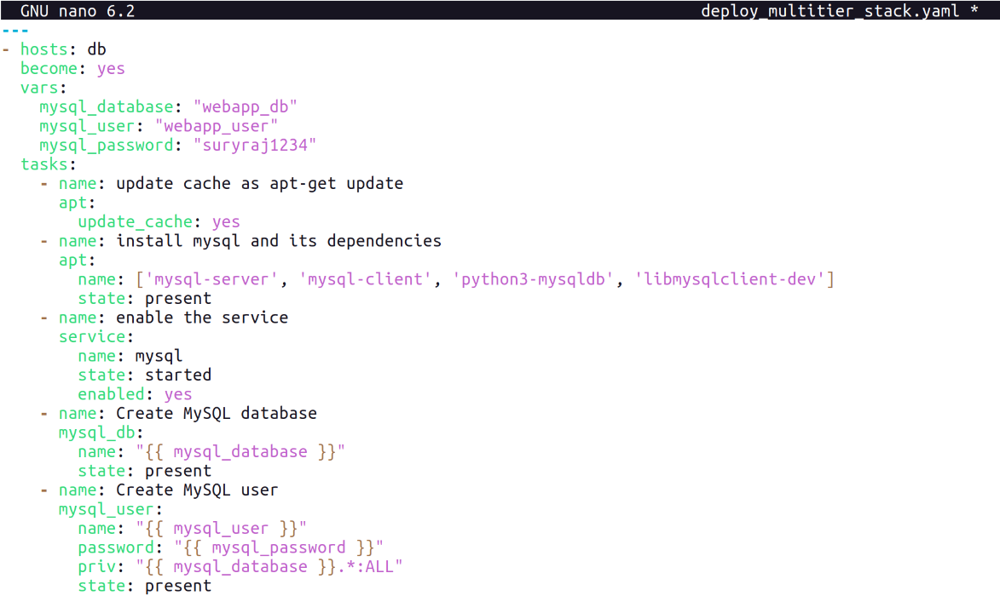 GNU nano 6.2 deploy_multitier_stack.yaml *
---
- hosts: db
  become: yes
  vars:
    mysql_database: "webapp_db"
    mysql_user: "webapp_user"
    mysql_password: "suryraj1234"
  tasks:
    - name: update cache as apt-get update
      apt:
        update_cache: yes
    - name: install mysql and its dependencies
      apt:
        name: ['mysql-server', 'mysql-client', 'python3-mysqldb', 'libmysqlclient-dev']
        state: present
    - name: enable the service
      service:
        name: mysql
        state: started
        enabled: yes
    - name: Create MySQL database
      mysql_db:
        name: "{{ mysql_database }}"
        state: present
    - name: Create MySQL user
      mysql_user:
        name: "{{ mysql_user }}"
        password: "{{ mysql_password }}"
        priv: "{{ mysql_database }}.*:ALL"
        state: present